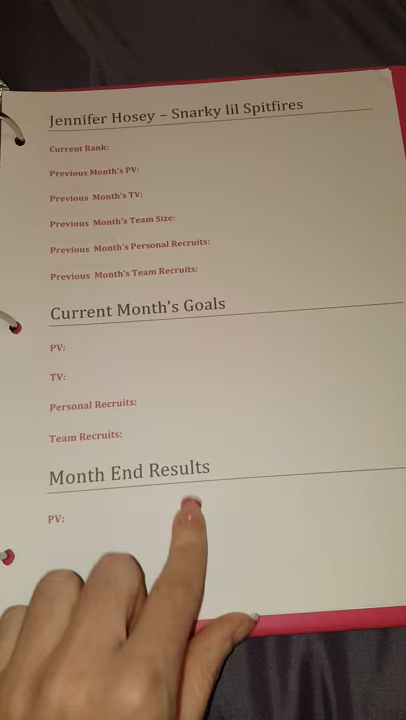 Jennifer Hosey – Snarky lil Spitfires
Current Rank:
Previous Month's PV:
Previous Month's TV:
Previous Month's Team Size:
Previous Month's Personal Recruits:
Previous Month's Team Recruits:
Current Month's Goals
PV:
TV:
Personal Recruits:
Team Recruits:
Month End Results
PV: